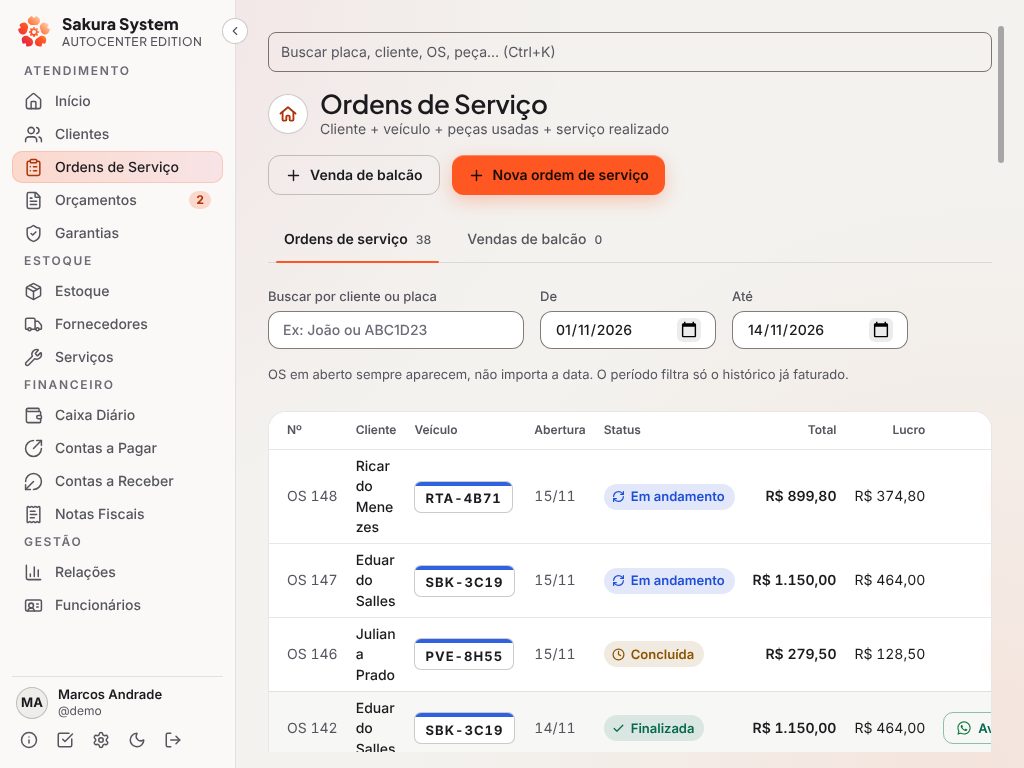 Sakura System
AUTOCENTER EDITION
ATENDIMENTO
Início
Clientes
Ordens de Serviço
Orçamentos 2
Garantias
ESTOQUE
Estoque
Fornecedores
Serviços
FINANCEIRO
Caixa Diário
Contas a Pagar
Contas a Receber
Notas Fiscais
GESTÃO
Relações
Funcionários
MA
Marcos Andrade
@demo
Buscar placa, cliente, OS, peça... (Ctrl+K)
Ordens de Serviço
Cliente + veículo + peças usadas + serviço realizado
+ Venda de balcão
+ Nova ordem de serviço
Ordens de serviço 38
Vendas de balcão 0
Buscar por cliente ou placa
Ex: João ou ABC1D23
De
01/11/2026
Até
14/11/2026
OS em aberto sempre aparecem, não importa a data. O período filtra só o histórico já faturado.
Nº Cliente Veículo Abertura Status Total Lucro
OS 148
Ricar
do
Mene
zes
RTA-4B71 15/11 Em andamento R$ 899,80 R$ 374,80
OS 147
Eduar
do
Salles
SBK-3C19 15/11 Em andamento R$ 1.150,00 R$ 464,00
OS 146
Julian
a
Prado
PVE-8H55 15/11 Concluída R$ 279,50 R$ 128,50
OS 142
Eduar
do
Salles
SBK-3C19 14/11 Finalizada R$ 1.150,00 R$ 464,00